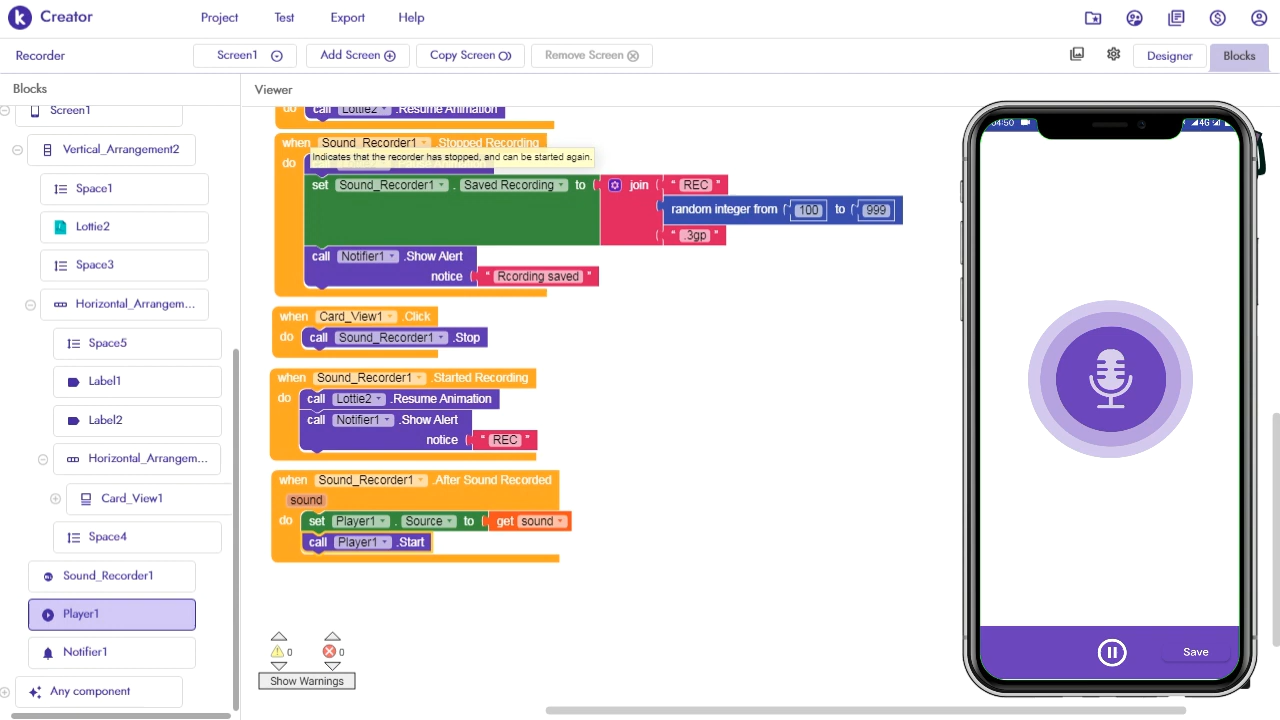 Creator
Project
Test
Export
Help
Recorder
Screen1
Add Screen
Copy Screen
Remove Screen
Designer
Blocks
Blocks
Viewer
Screen1
Vertical_Arrangement2
Space1
Lottie2
Space3
Horizontal_Arrangem...
Space5
Label1
Label2
Horizontal_Arrangem...
Card_View1
Space4
Sound_Recorder1
Player1
Notifier1
Any component
do call Lottie2 .Resume Animation
when Sound_Recorder1 .Stopped Recording
Indicates that the recorder has stopped, and can be started again.
do
set Sound_Recorder1 . Saved Recording to join " REC "
random integer from 100 to 999
" .3gp "
call Notifier1 .Show Alert
notice " Rcording saved "
when Card_View1 .Click
do call Sound_Recorder1 .Stop
when Sound_Recorder1 .Started Recording
do call Lottie2 .Resume Animation
call Notifier1 .Show Alert
notice " REC "
when Sound_Recorder1 .After Sound Recorded
sound
do set Player1 . Source to get sound
call Player1 .Start
0 0
Show Warnings
04:50
4G
Save